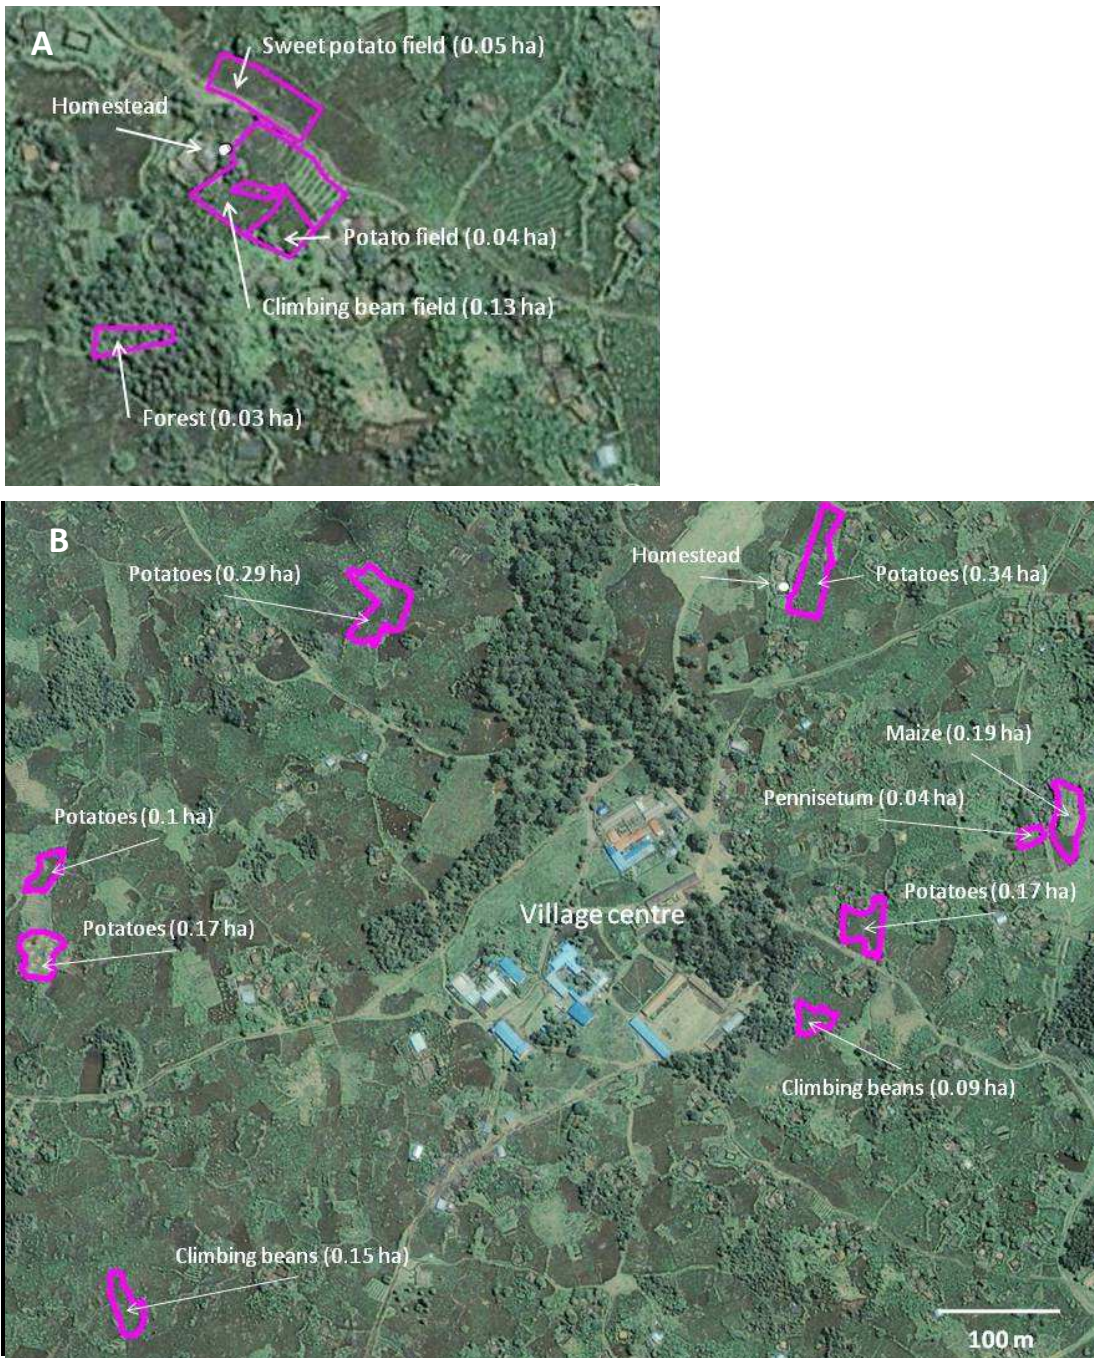 A
Sweet potato field (0.05 ha)
Homestead
Potato field (0.04 ha)
Climbing bean field (0.13 ha)
Forest (0.03 ha)
B
Homestead
Potatoes (0.29 ha)
Potatoes (0.34 ha)
Maize (0.19 ha)
Pennisetum (0.04 ha)
Potatoes (0.1 ha)
Potatoes (0.17 ha)
Village centre
Potatoes (0.17 ha)
Climbing beans (0.09 ha)
Climbing beans (0.15 ha)
100 m